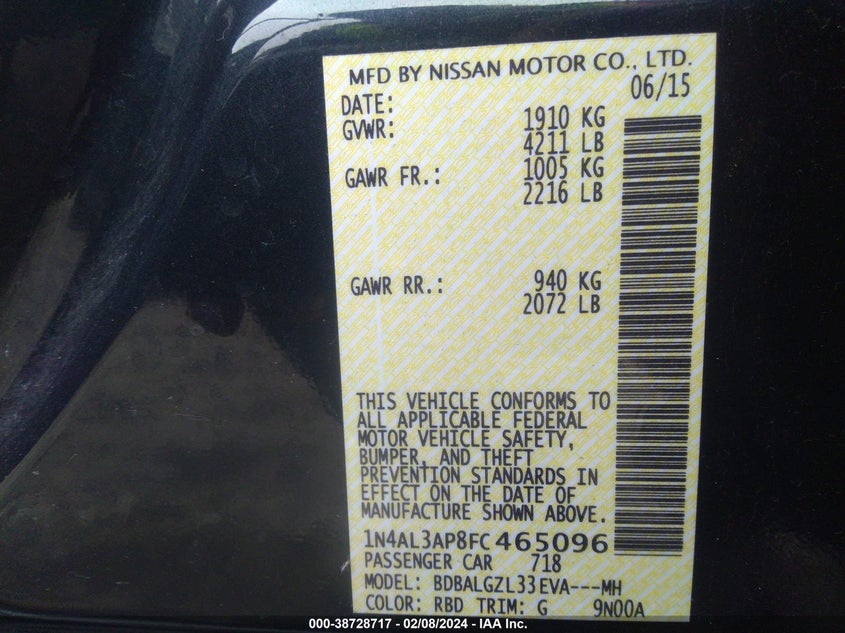 MFD BY NISSAN MOTOR CO., LTD.
DATE: 06/15
GVWR: 1910 KG
4211 LB
GAWR FR.: 1005 KG
2216 LB
GAWR RR.: 940 KG
2072 LB
THIS VEHICLE CONFORMS TO
ALL APPLICABLE FEDERAL
MOTOR VEHICLE SAFETY,
BUMPER, AND THEFT
PREVENTION STANDARDS IN
EFFECT ON THE DATE OF
MANUFACTURE SHOWN ABOVE.
1N4AL3AP8FC465096
PASSENGER CAR 718
MODEL: BDBALGZL33EVA---MH
COLOR: RBD TRIM: G 9N00A
000-38728717 - 02/08/2024 - IAA Inc.